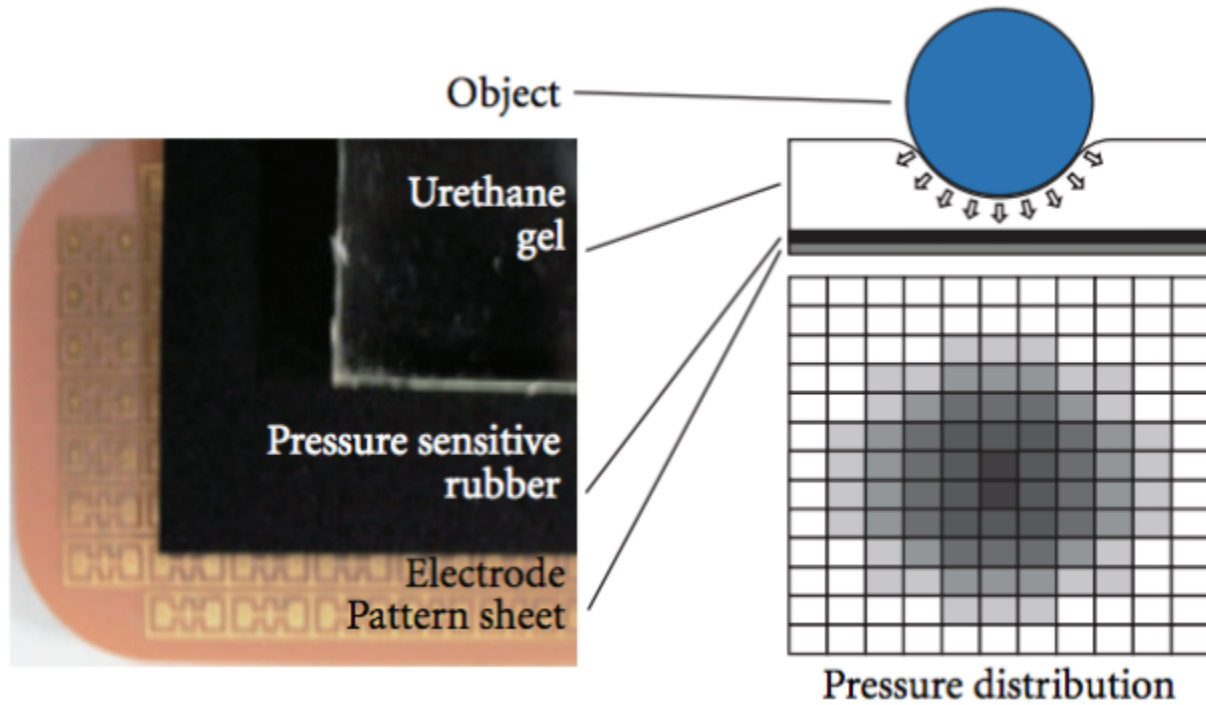 Object
Urethane
gel
Pressure sensitive
rubber
Electrode
Pattern sheet
Pressure distribution